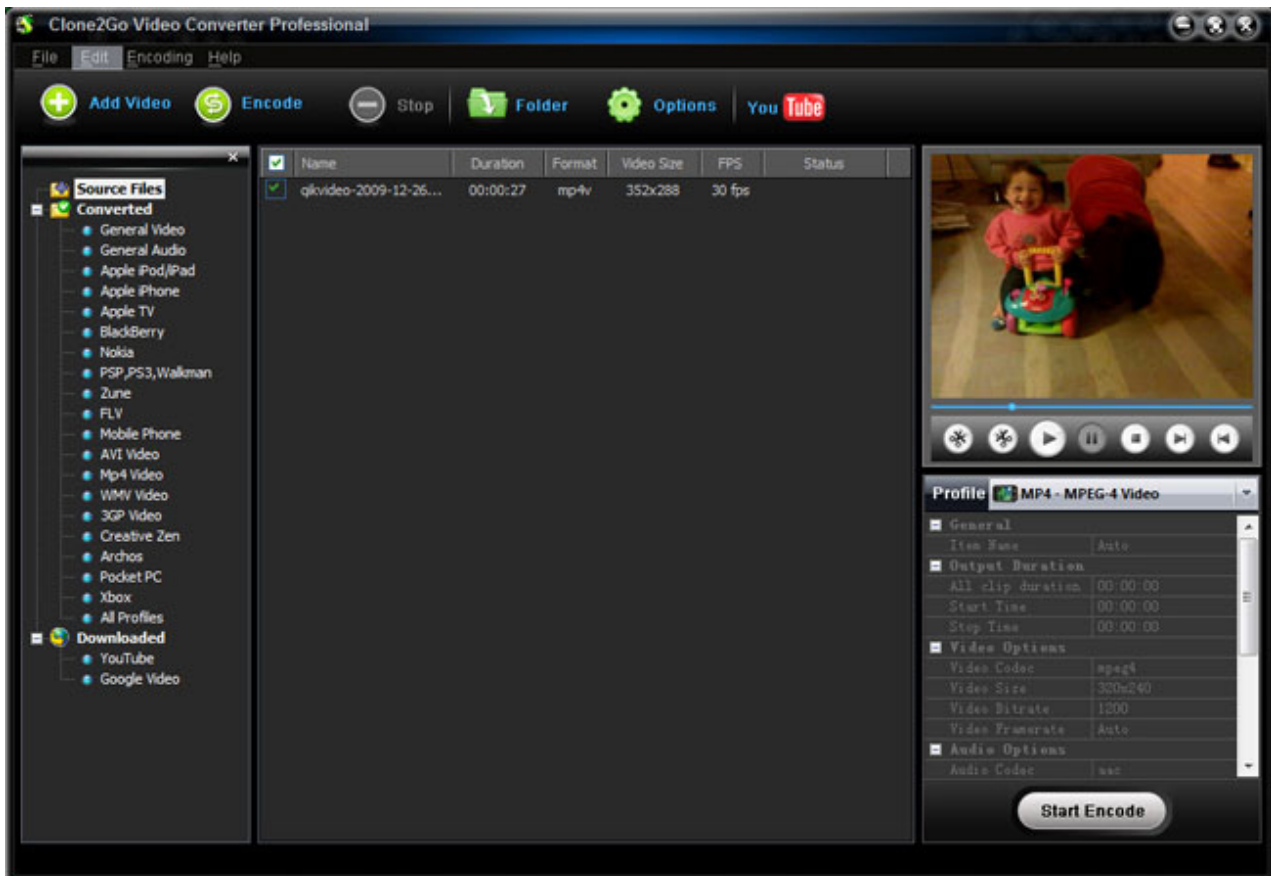 Clone2Go Video Converter Professional
File Edit Encoding Help
Add Video Encode Stop Folder Options You Tube
Name Duration Format Video Size FPS Status
qikvideo-2009-12-26... 00:00:27 mp4v 352x288 30 fps
Source Files
Converted
General Video
General Audio
Apple iPod/iPad
Apple iPhone
Apple TV
BlackBerry
Nokia
PSP,PS3,Walkman
Zune
FLV
Mobile Phone
AVI Video
Mp4 Video
WMV Video
3GP Video
Creative Zen
Archos
Pocket PC
Xbox
All Profiles
Downloaded
YouTube
Google Video
Profile MP4 - MPEG-4 Video
General
Item Name Auto
Output Duration
All clip duration 00:00:00
Start Time 00:00:00
Stop Time 00:00:00
Video Options
Video Codec mpeg4
Video Size 320x240
Video Bitrate 1200
Video Framerate Auto
Audio Options
Audio Codec aac
Start Encode